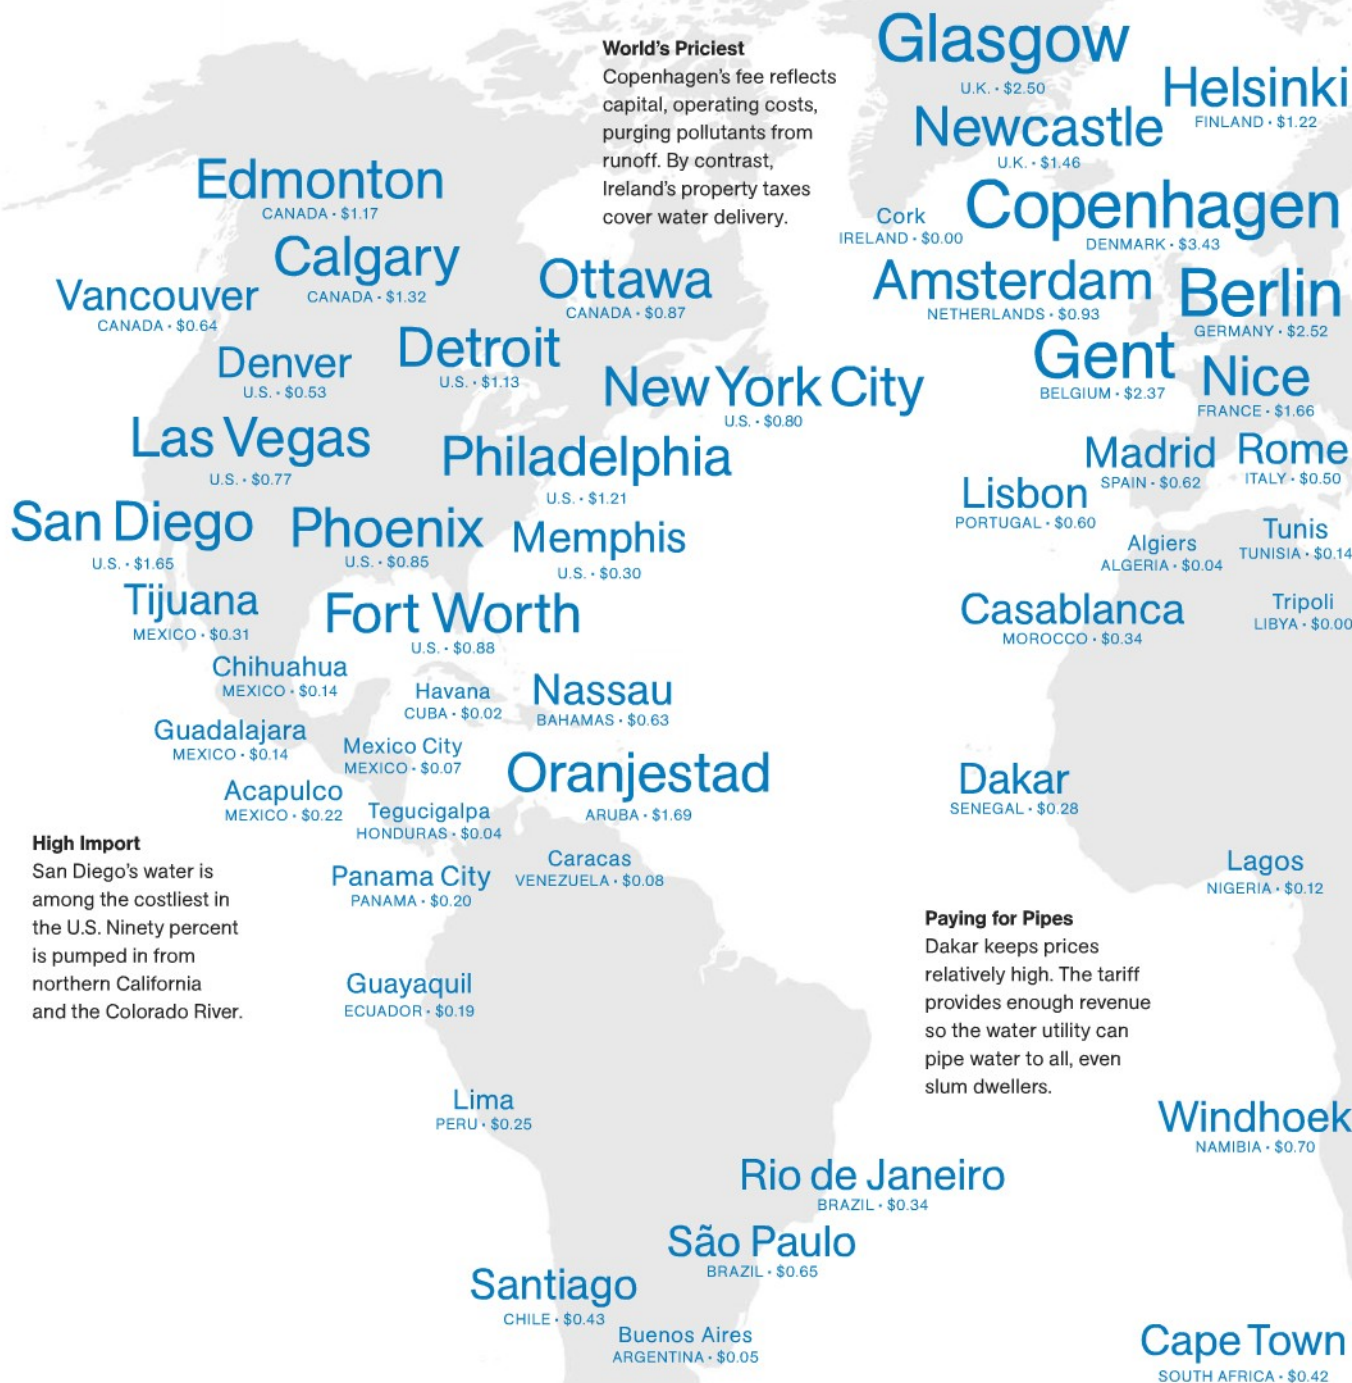 World's Priciest
Copenhagen's fee reflects
capital, operating costs,
purging pollutants from
runoff. By contrast,
Ireland's property taxes
cover water delivery.
Glasgow
U.K. • $2.50
Helsinki
FINLAND • $1.22
Newcastle
U.K. • $1.46
Edmonton
CANADA • $1.17
Cork
IRELAND • $0.00
Copenhagen
DENMARK • $3.43
Calgary
CANADA • $1.32
Vancouver
CANADA • $0.64
Ottawa
CANADA • $0.87
Amsterdam
NETHERLANDS • $0.93
Berlin
GERMANY • $2.52
Denver
U.S. • $0.53
Detroit
U.S. • $1.13
New York City
U.S. • $0.80
Gent
BELGIUM • $2.37
Nice
FRANCE • $1.66
Las Vegas
U.S. • $0.77
Philadelphia
U.S. • $1.21
Madrid
SPAIN • $0.62
Rome
ITALY • $0.50
Lisbon
PORTUGAL • $0.60
San Diego
U.S. • $1.65
Phoenix
U.S. • $0.85
Memphis
U.S. • $0.30
Algiers
ALGERIA • $0.04
Tunis
TUNISIA • $0.14
Tijuana
MEXICO • $0.31
Fort Worth
U.S. • $0.88
Casablanca
MOROCCO • $0.34
Tripoli
LIBYA • $0.00
Chihuahua
MEXICO • $0.14
Havana
CUBA • $0.02
Nassau
BAHAMAS • $0.63
Guadalajara
MEXICO • $0.14
Mexico City
MEXICO • $0.07
Oranjestad
ARUBA • $1.69
Dakar
SENEGAL • $0.28
Acapulco
MEXICO • $0.22
Tegucigalpa
HONDURAS • $0.04
High Import
San Diego's water is
among the costliest in
the U.S. Ninety percent
is pumped in from
northern California
and the Colorado River.
Panama City
PANAMA • $0.20
Caracas
VENEZUELA • $0.08
Lagos
NIGERIA • $0.12
Paying for Pipes
Dakar keeps prices
relatively high. The tariff
provides enough revenue
so the water utility can
pipe water to all, even
slum dwellers.
Guayaquil
ECUADOR • $0.19
Lima
PERU • $0.25
Windhoek
NAMIBIA • $0.70
Rio de Janeiro
BRAZIL • $0.34
São Paulo
BRAZIL • $0.65
Santiago
CHILE • $0.43
Buenos Aires
ARGENTINA • $0.05
Cape Town
SOUTH AFRICA • $0.42